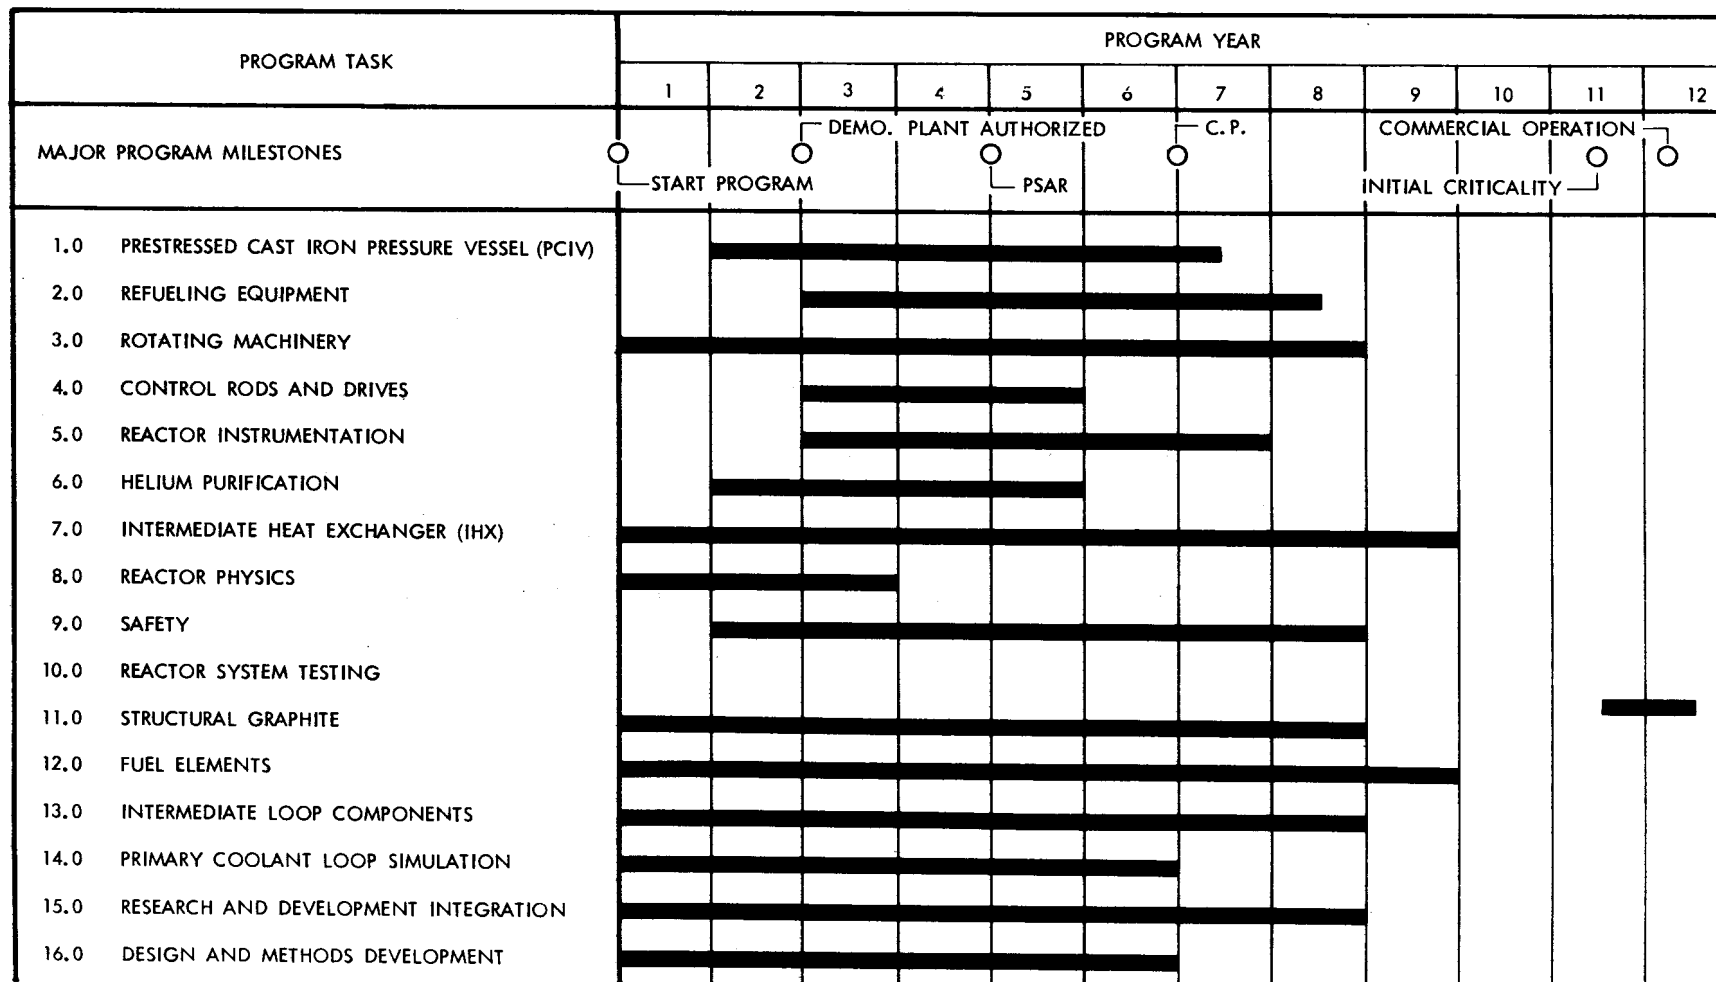 PROGRAM TASK
PROGRAM YEAR
1 2 3 4 5 6 7 8 9 10 11 12
MAJOR PROGRAM MILESTONES
DEMO. PLANT AUTHORIZED
C.P.
COMMERCIAL OPERATION
START PROGRAM
PSAR
INITIAL CRITICALITY
1.0 PRESTRESSED CAST IRON PRESSURE VESSEL (PCIV)
2.0 REFUELING EQUIPMENT
3.0 ROTATING MACHINERY
4.0 CONTROL RODS AND DRIVES
5.0 REACTOR INSTRUMENTATION
6.0 HELIUM PURIFICATION
7.0 INTERMEDIATE HEAT EXCHANGER (IHX)
8.0 REACTOR PHYSICS
9.0 SAFETY
10.0 REACTOR SYSTEM TESTING
11.0 STRUCTURAL GRAPHITE
12.0 FUEL ELEMENTS
13.0 INTERMEDIATE LOOP COMPONENTS
14.0 PRIMARY COOLANT LOOP SIMULATION
15.0 RESEARCH AND DEVELOPMENT INTEGRATION
16.0 DESIGN AND METHODS DEVELOPMENT